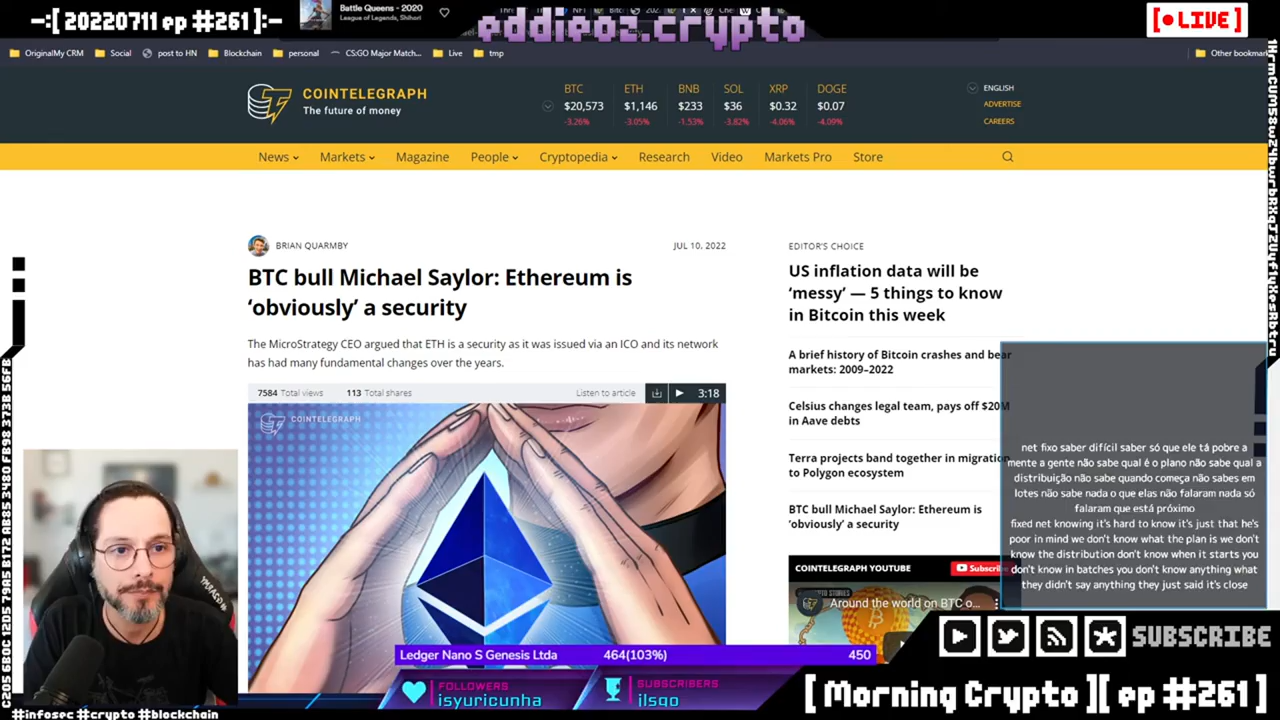 -:[ 20220711 ep #261 ]:-
Battle Queens - 2020
League of Legends, Shihori
eddieoz.crypto
[ LIVE ]
OriginalMy CRM
Social
post to HN
Blockchain
personal
CS:GO Major Match...
Live
tmp
Other bookmar
COINTELEGRAPH
The future of money
BTC ETH BNB SOL XRP DOGE
$20,573 $1,146 $233 $36 $0.32 $0.07
-3.26% -3.05% -1.53% -3.82% -4.06% -4.09%
ENGLISH
ADVERTISE
CAREERS
News Markets Magazine People Cryptopedia Research Video Markets Pro Store
BRIAN QUARMBY
JUL 10, 2022
BTC bull Michael Saylor: Ethereum is
‘obviously’ a security
The MicroStrategy CEO argued that ETH is a security as it was issued via an ICO and its network
has had many fundamental changes over the years.
7584 Total views 113 Total shares Listen to article 3:18
COINTELEGRAPH
EDITOR'S CHOICE
US inflation data will be
‘messy’ — 5 things to know
in Bitcoin this week
A brief history of Bitcoin crashes and bear
markets: 2009–2022
Celsius changes legal team, pays off $20M
in Aave debts
Terra projects band together in migration
to Polygon ecosystem
BTC bull Michael Saylor: Ethereum is
‘obviously’ a security
COINTELEGRAPH YOUTUBE
Subscrib
Around the world on BTC o...
net fixo saber difícil saber só que ele tá pobre a
mente a gente não sabe qual é o plano não sabe qual a
distribuição não sabe quando começa não sabes em
lotes não sabe nada o que elas não falaram nada só
falaram que está próximo
fixed net knowing it's hard to know it's just that he's
poor in mind we don't know what the plan is we don't
know the distribution don't know when it starts you
don't know in batches you don't know anything what
they didn't say anything they just said it's close
Ledger Nano S Genesis Ltda 464(103%) 450
FOLLOWERS
isyuricunha
SUBSCRIBERS
ilsgo
SUBSCRIBE
[ Morning Crypto ][ ep #261 ]
#infosec #crypto #blockchain